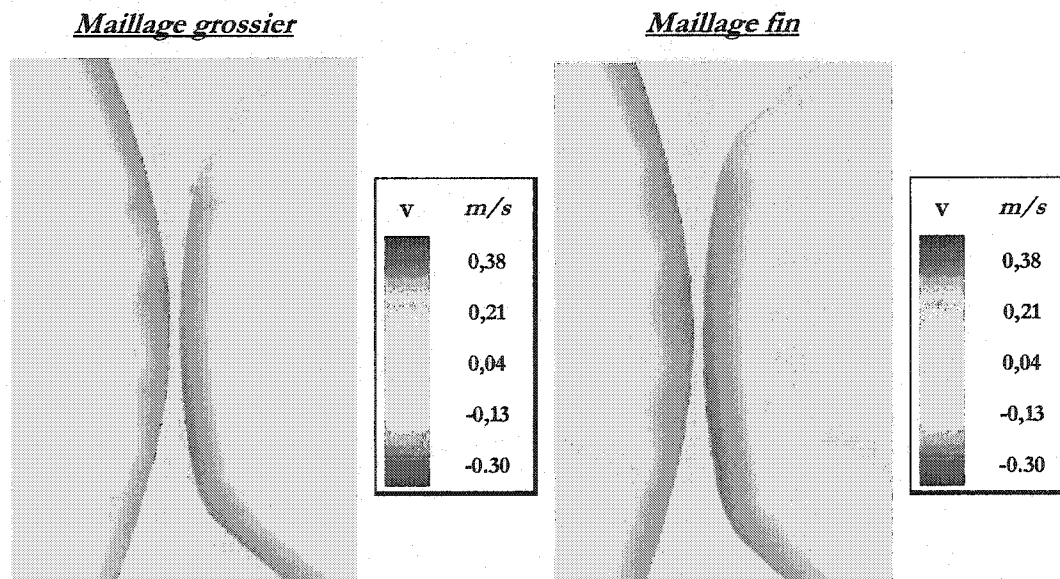 Maillage grossier
Maillage fin
v m/s
0,38
0,21
0,04
-0,13
-0.30
v m/s
0,38
0,21
0,04
-0,13
-0.30